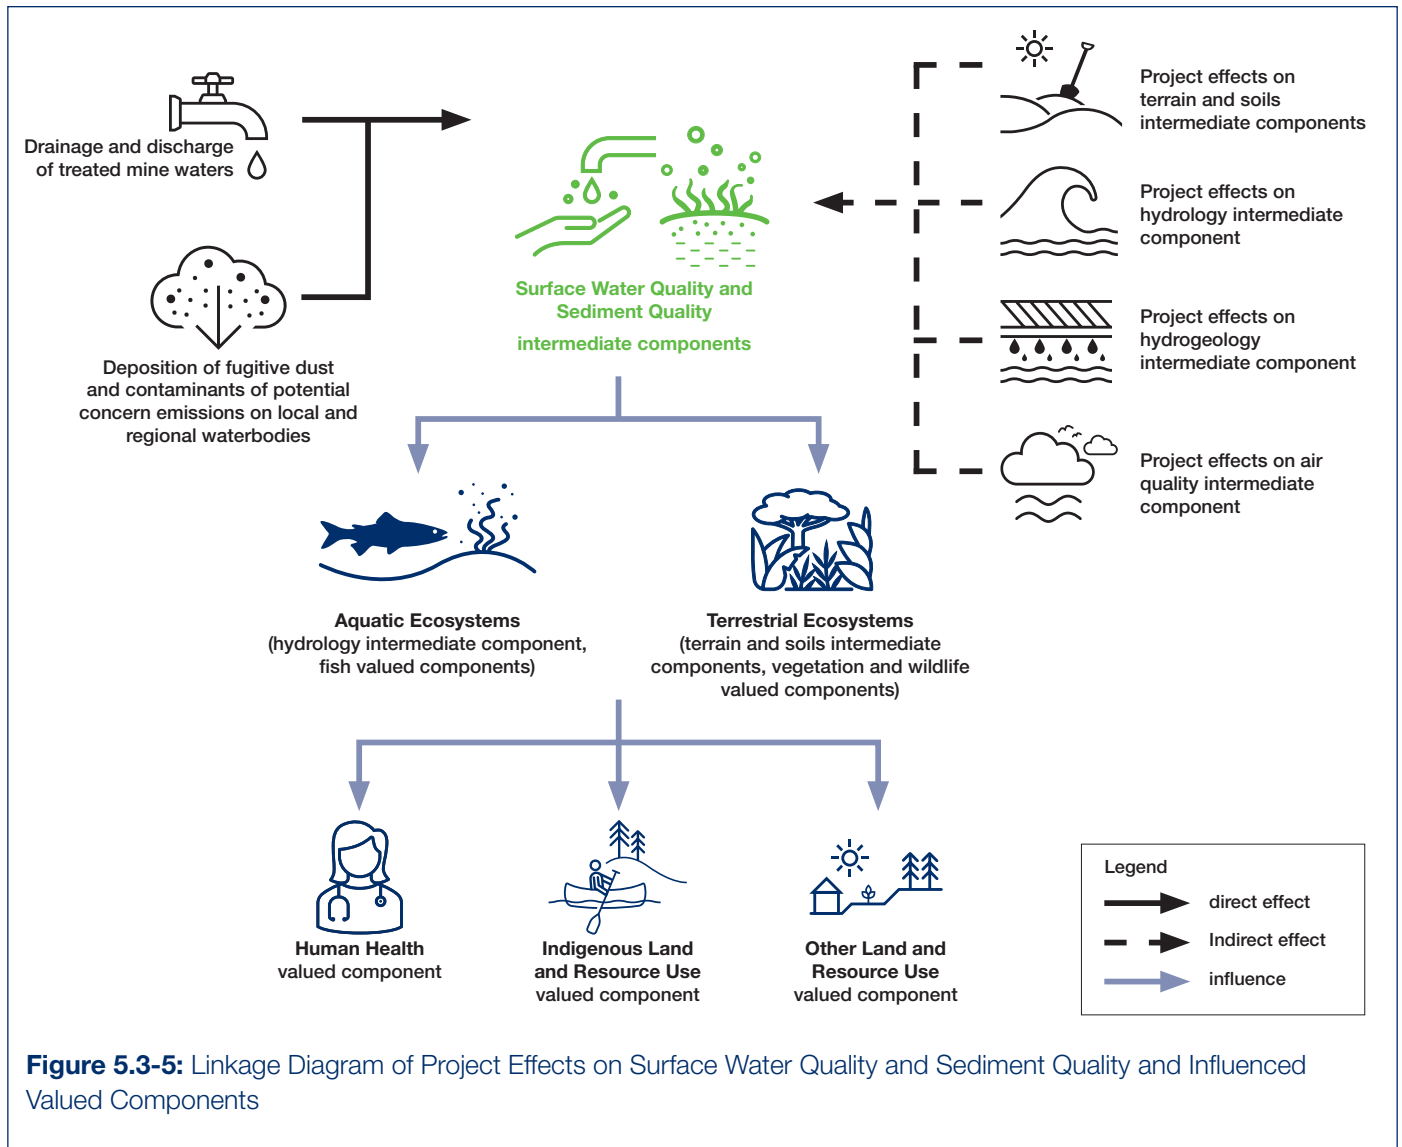 Drainage and discharge
of treated mine waters
Deposition of fugitive dust
and contaminants of potential
concern emissions on local and
regional waterbodies
Surface Water Quality and
Sediment Quality
intermediate components
Project effects on
terrain and soils
intermediate components
Project effects on
hydrology intermediate
component
Project effects on
hydrogeology
intermediate component
Project effects on air
quality intermediate
component
Aquatic Ecosystems
(hydrology intermediate component,
fish valued components)
Terrestrial Ecosystems
(terrain and soils intermediate
components, vegetation and wildlife
valued components)
Human Health
valued component
Indigenous Land
and Resource Use
valued component
Other Land and
Resource Use
valued component
Legend
direct effect
Indirect effect
influence
Figure 5.3-5: Linkage Diagram of Project Effects on Surface Water Quality and Sediment Quality and Influenced
Valued Components